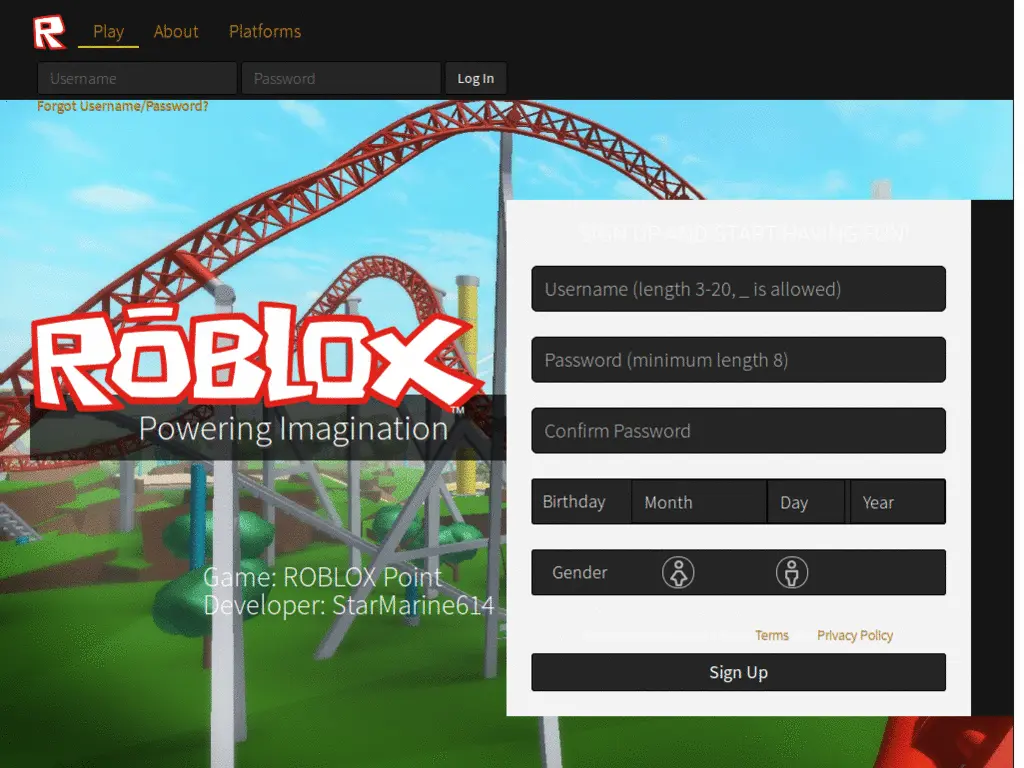 R
Play About Platforms
Username Password Log In
Forgot Username/Password?
SIGN UP AND START HAVING FUN!
Username (length 3-20, _ is allowed)
Password (minimum length 8)
Confirm Password
Birthday Month Day Year
Gender
Terms Privacy Policy
Sign Up
RŌBLOX™
Powering Imagination
Game: ROBLOX Point
Developer: StarMarine614